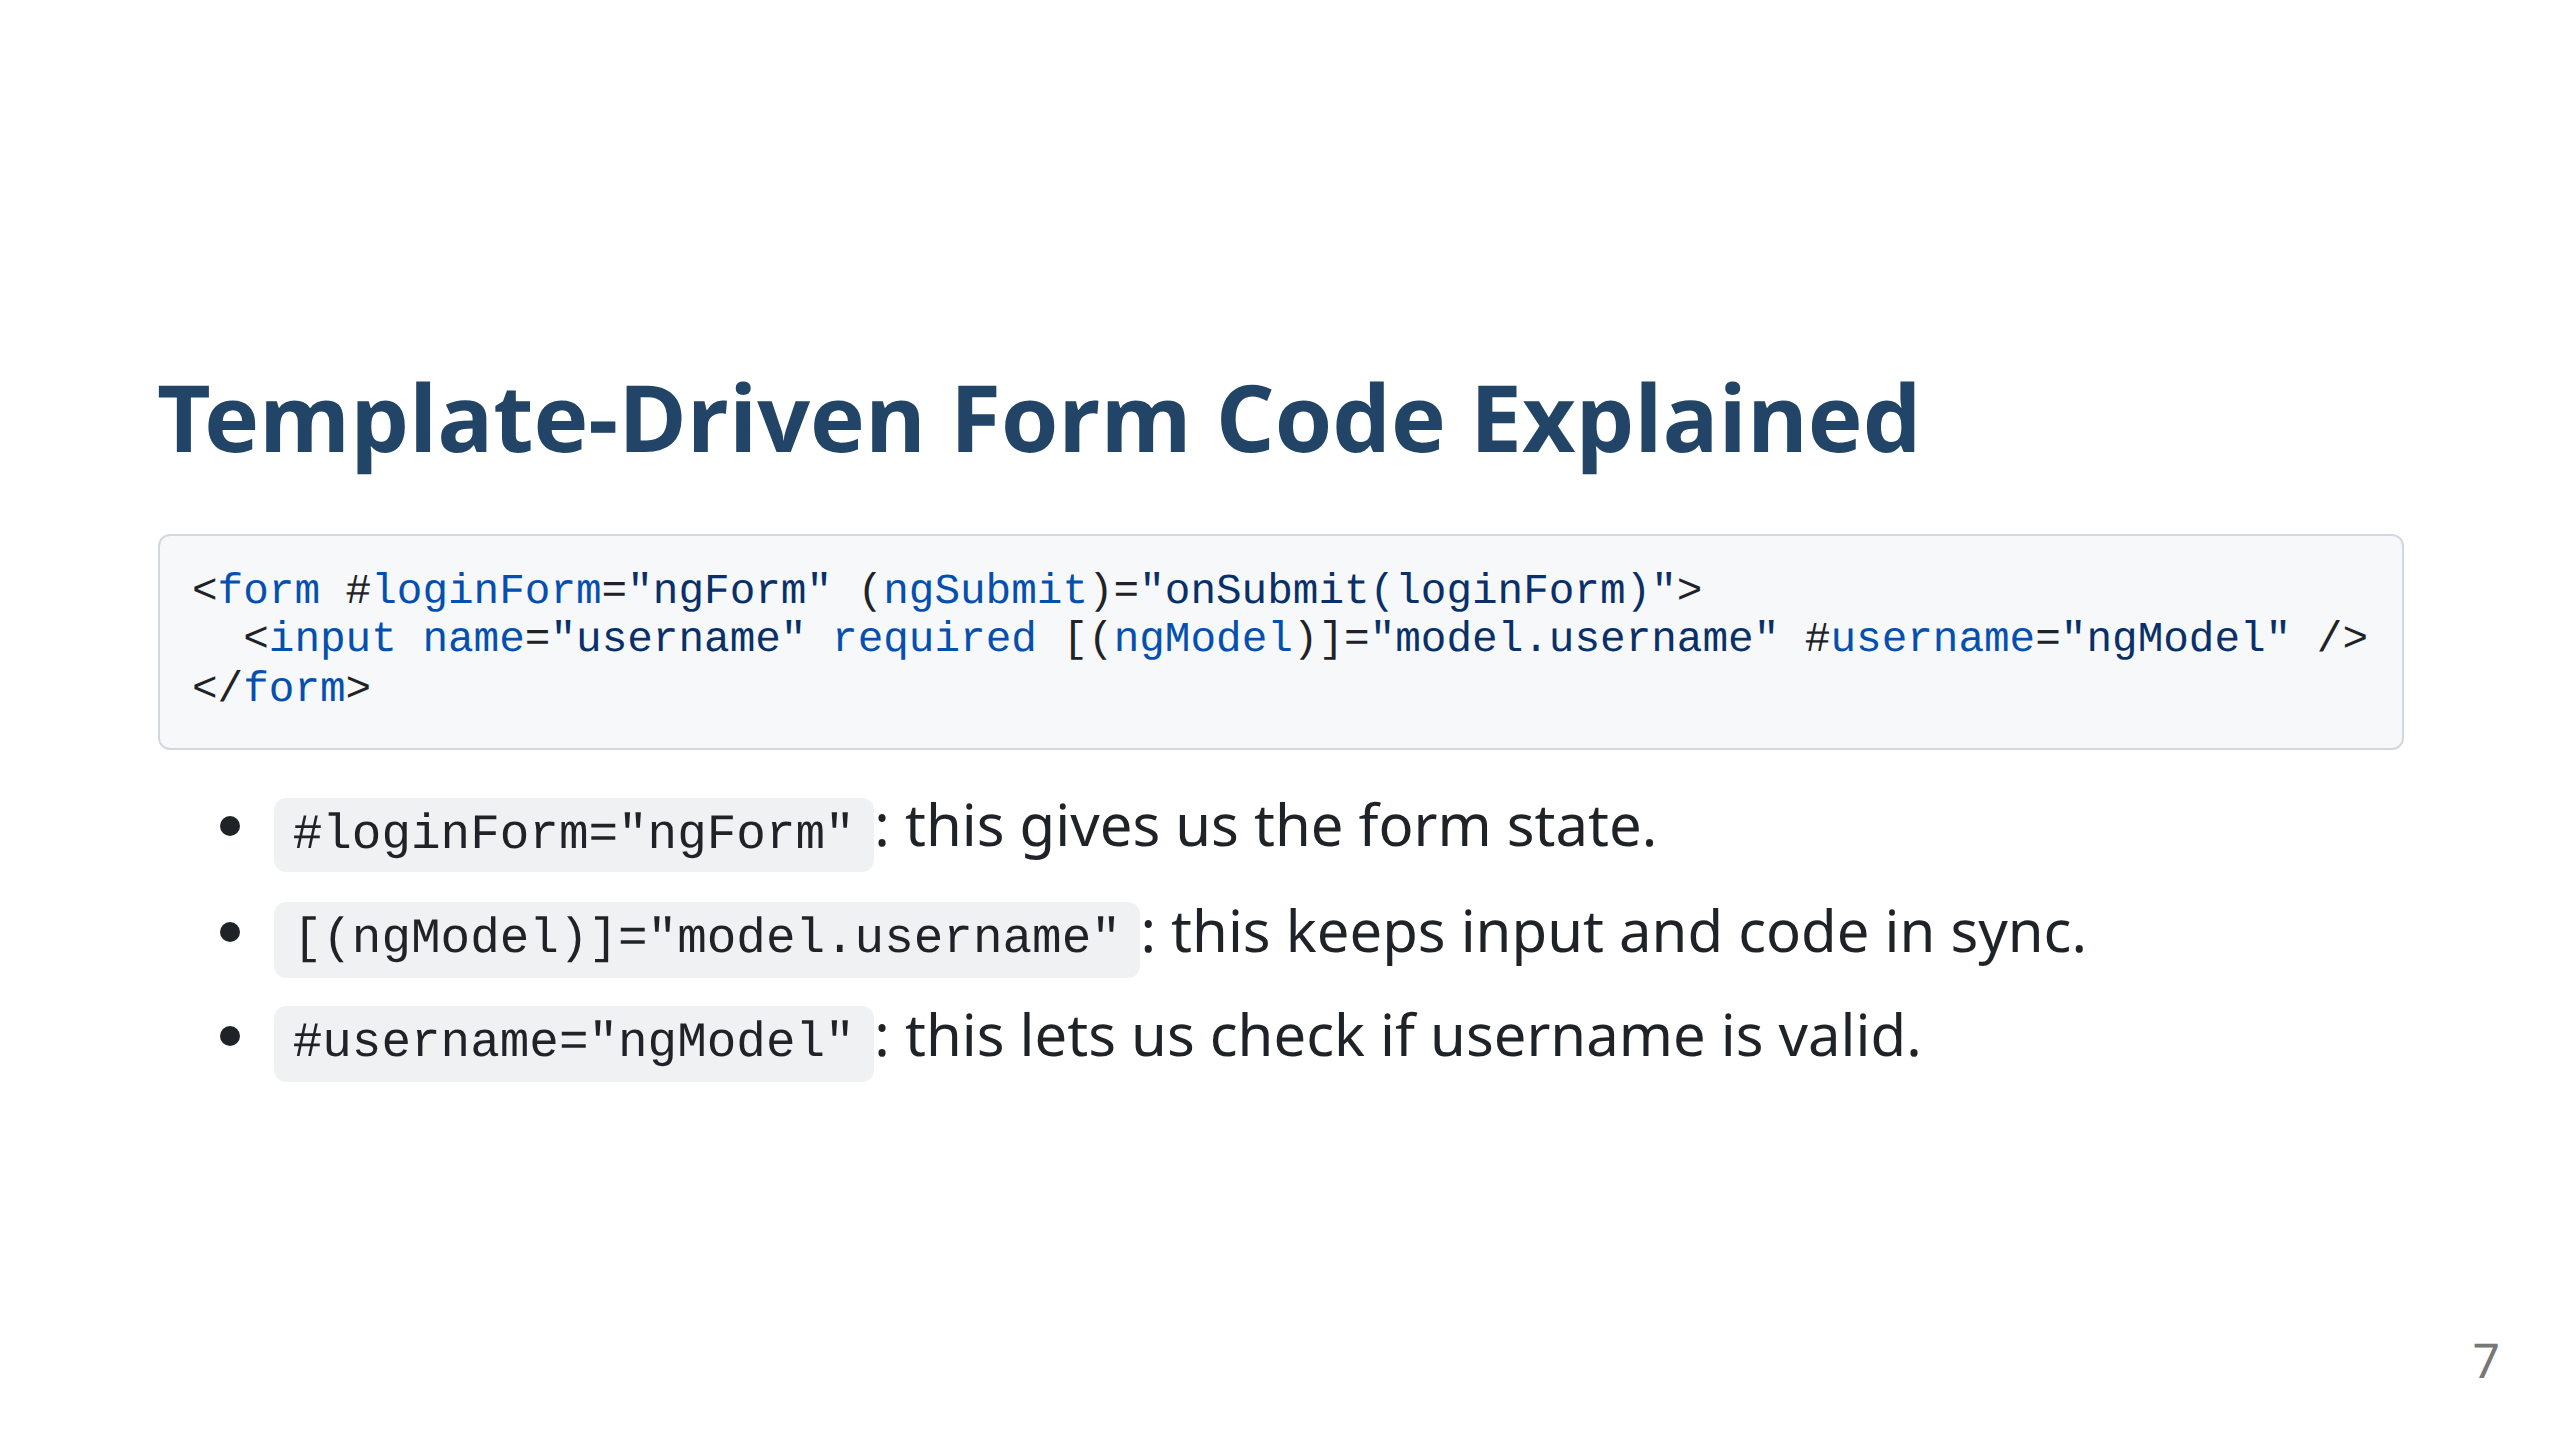 Template-Driven Form Code Explained
<form #loginForm="ngForm" (ngSubmit)="onSubmit(loginForm)">
  <input name="username" required [(ngModel)]="model.username" #username="ngModel" />
</form>
• #loginForm="ngForm" : this gives us the form state.
• [(ngModel)]="model.username" : this keeps input and code in sync.
• #username="ngModel" : this lets us check if username is valid.
7